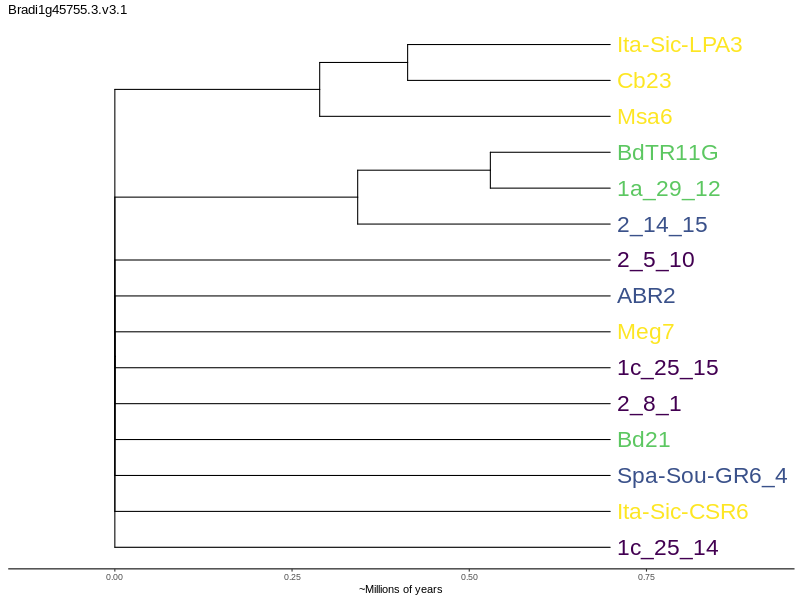 Bradi1g45755.3.v3.1
Ita-Sic-LPA3
Cb23
Msa6
BdTR11G
1a_29_12
2_14_15
2_5_10
ABR2
Meg7
1c_25_15
2_8_1
Bd21
Spa-Sou-GR6_4
Ita-Sic-CSR6
1c_25_14
0.00 0.25 0.50 0.75
~Millions of years